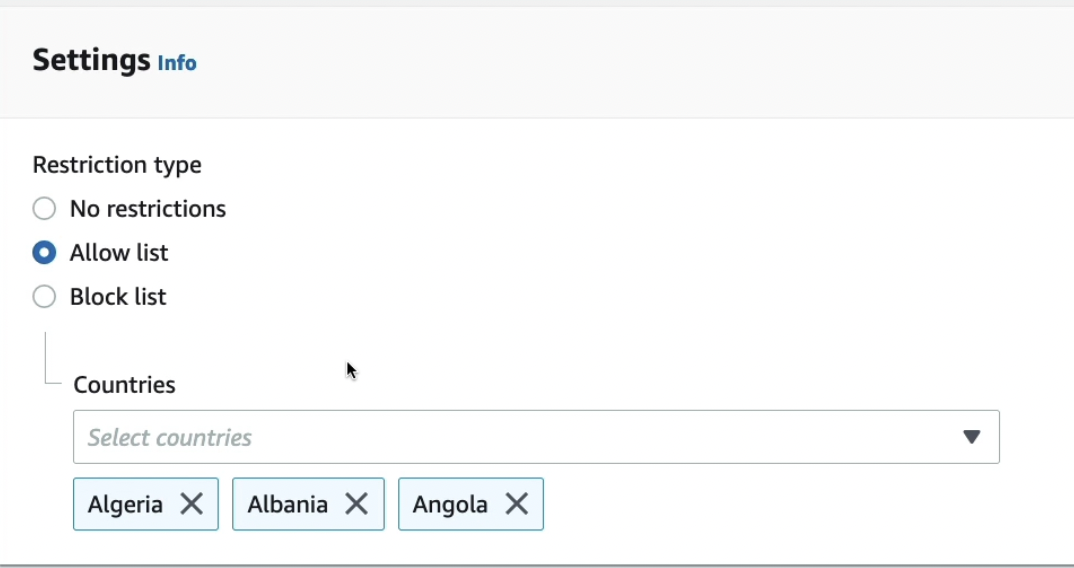 Settings Info
Restriction type
No restrictions
Allow list
Block list
Countries
Select countries
Algeria Albania Angola